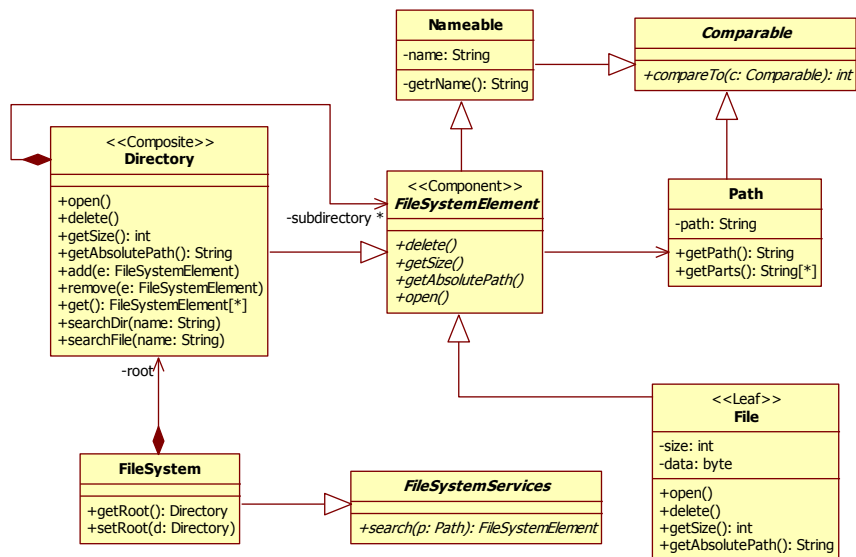 Nameable
-name: String
-getrName(): String
Comparable
+compareTo(c: Comparable): int
<<Composite>>
Directory
+open()
+delete()
+getSize(): int
+getAbsolutePath(): String
+add(e: FileSystemElement)
+remove(e: FileSystemElement)
+get(): FileSystemElement[*]
+searchDir(name: String)
+searchFile(name: String)
-subdirectory *
<<Component>>
FileSystemElement
+delete()
+getSize()
+getAbsolutePath()
+open()
Path
-path: String
+getPath(): String
+getParts(): String[*]
-root
FileSystem
+getRoot(): Directory
+setRoot(d: Directory)
FileSystemServices
+search(p: Path): FileSystemElement
<<Leaf>>
File
-size: int
-data: byte
+open()
+delete()
+getSize(): int
+getAbsolutePath(): String